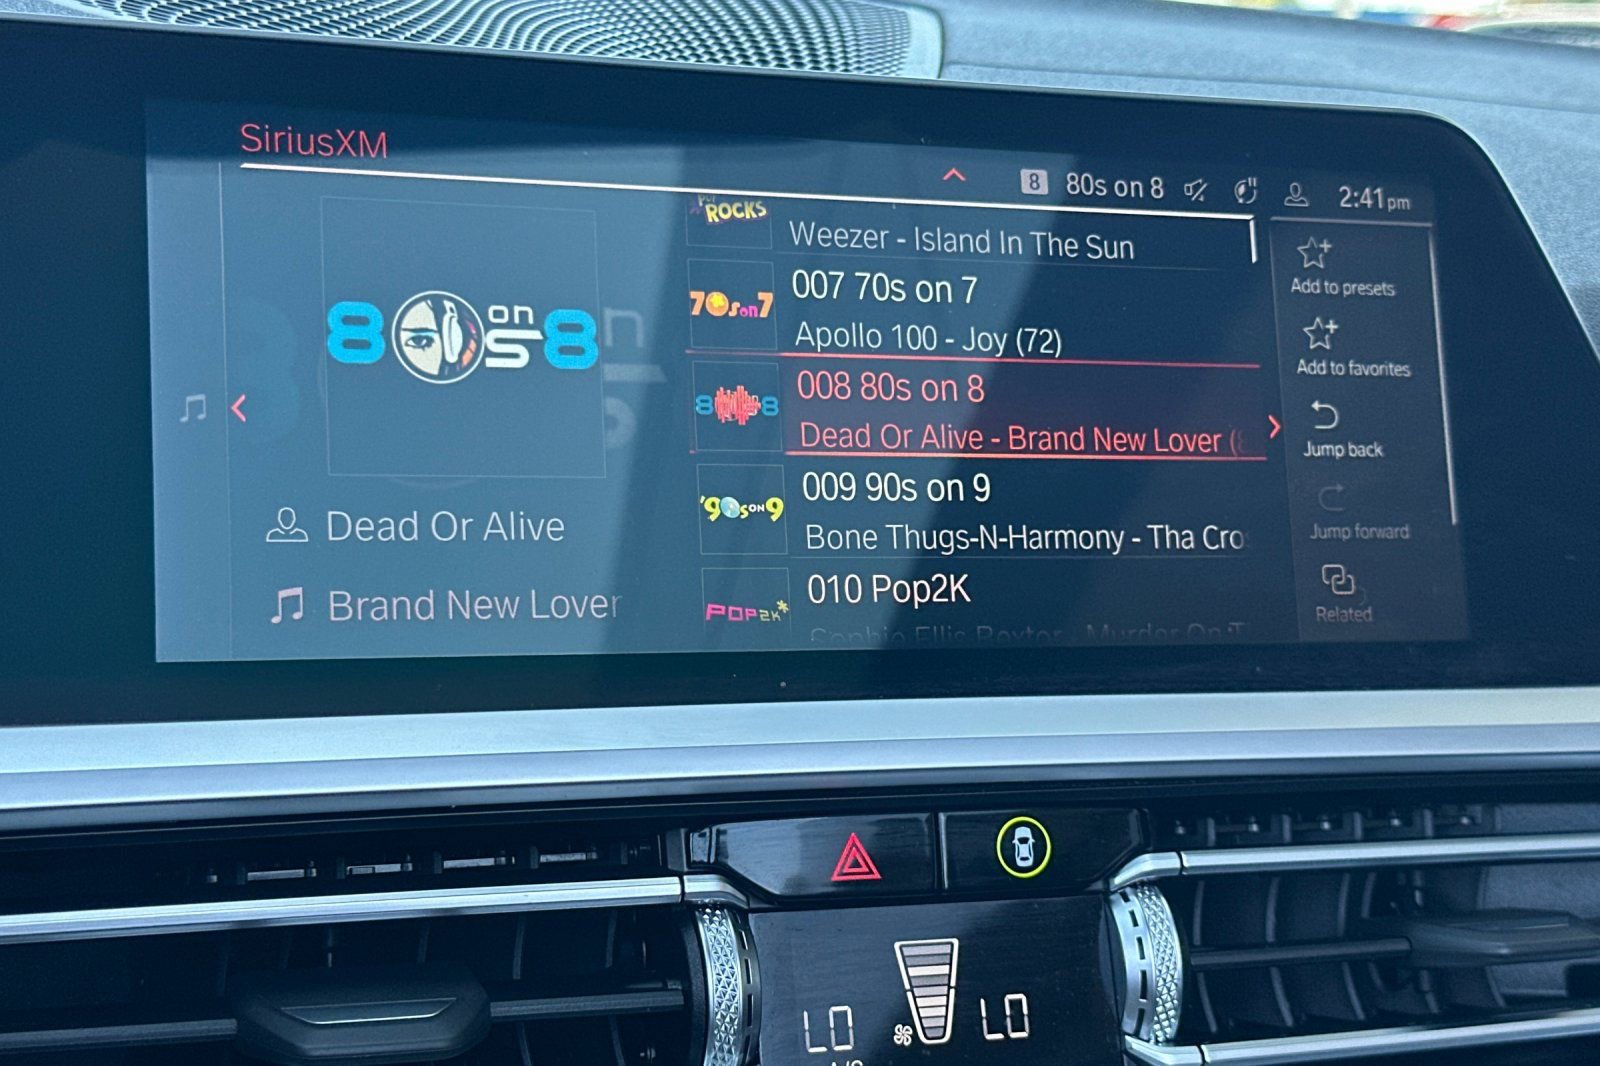 SiriusXM
8 80s on 8 2:41pm
80s on 8
Dead Or Alive
Brand New Lover
ROCKS
Weezer - Island In The Sun
70s on 7
007 70s on 7
Apollo 100 - Joy (72)
8 8
008 80s on 8
Dead Or Alive - Brand New Lover (
'90s ON 9
009 90s on 9
Bone Thugs-N-Harmony - Tha Cro
POP2K*
010 Pop2K
Add to presets
Add to favorites
Jump back
Jump forward
Related
LO LO